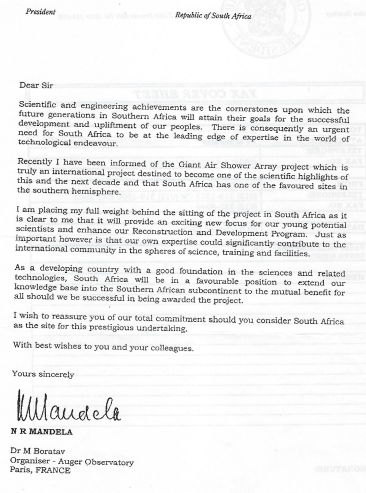 President
Republic of South Africa
FAX COVER SHEET
Dear Sir
Scientific and engineering achievements are the cornerstones upon which the
future generations in Southern Africa will attain their goals for the successful
development and upliftment of our peoples. There is consequently an urgent
need for South Africa to be at the leading edge of expertise in the world of
technological endeavour.
Recently I have been informed of the Giant Air Shower Array project which is
truly an international project destined to become one of the scientific highlights of
this and the next decade and that South Africa has one of the favoured sites in
the southern hemisphere.
I am placing my full weight behind the sitting of the project in South Africa as it
is clear to me that it will provide an exciting new focus for our young potential
scientists and enhance our Reconstruction and Development Program. Just as
important however is that our own expertise could significantly contribute to the
international community in the spheres of science, training and facilities.
As a developing country with a good foundation in the sciences and related
technologies, South Africa will be in a favourable position to extend our
knowledge base into the Southern African subcontinent to the mutual benefit for
all should we be successful in being awarded the project.
I wish to reassure you of our total commitment should you consider South Africa
as the site for this prestigious undertaking.
With best wishes to you and your colleagues.
Yours sincerely
NMandela
N R MANDELA
Dr M Boratav
Organiser - Auger Observatory
Paris, FRANCE